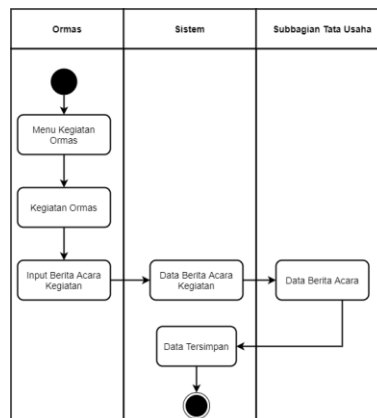 Ormas
Sistem
Subbagian Tata Usaha
Menu Kegiatan
Ormas
Kegiatan Ormas
Input Berita Acara
Kegiatan
Data Berita Acara
Kegiatan
Data Berita Acara
Data Tersimpan